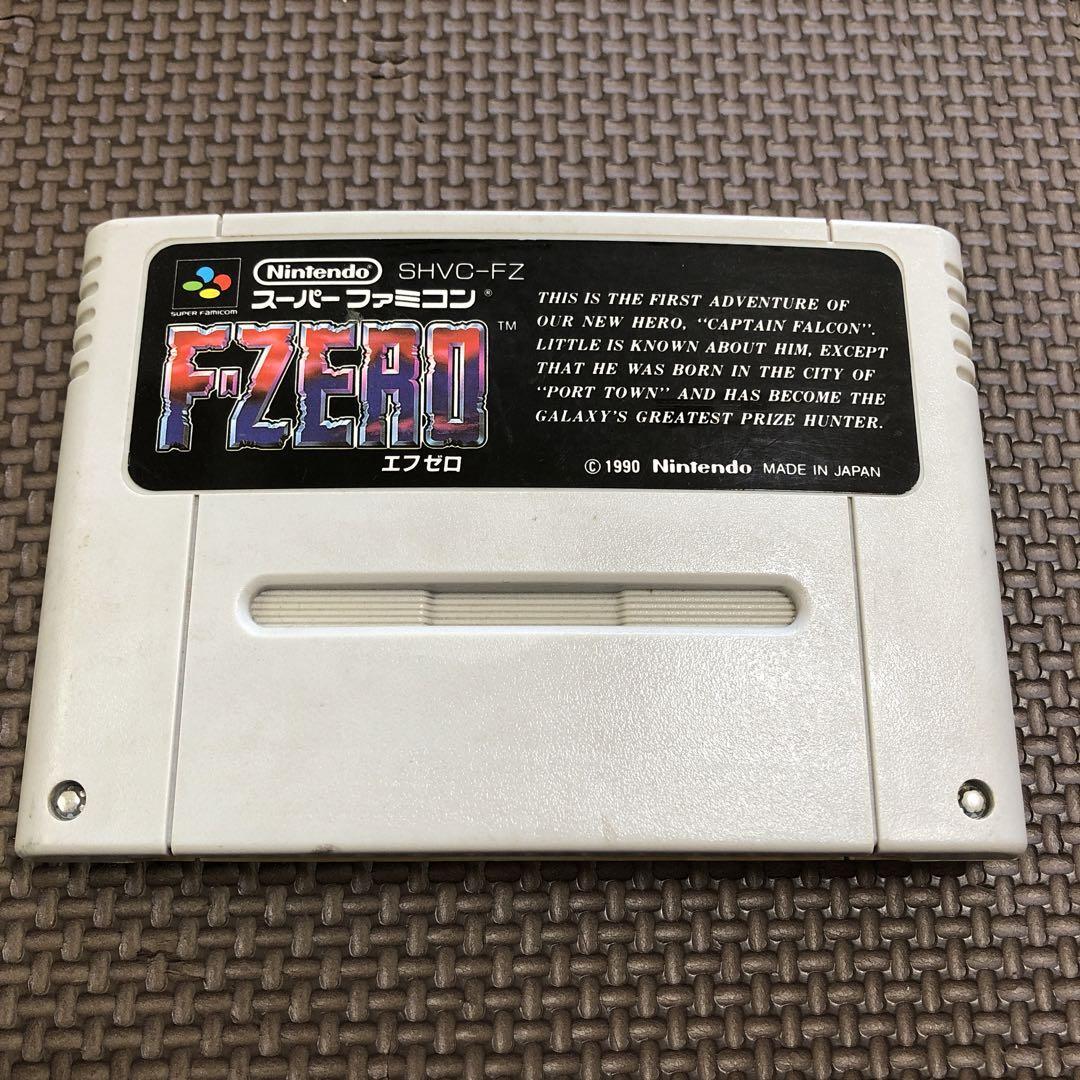 Nintendo SHVC-FZ
SUPER FAMICOM
スーパーファミコン®
F-ZERO™
エフゼロ
THIS IS THE FIRST ADVENTURE OF
OUR NEW HERO, “CAPTAIN FALCON”.
LITTLE IS KNOWN ABOUT HIM, EXCEPT
THAT HE WAS BORN IN THE CITY OF
“PORT TOWN” AND HAS BECOME THE
GALAXY’S GREATEST PRIZE HUNTER.
© 1990 Nintendo MADE IN JAPAN